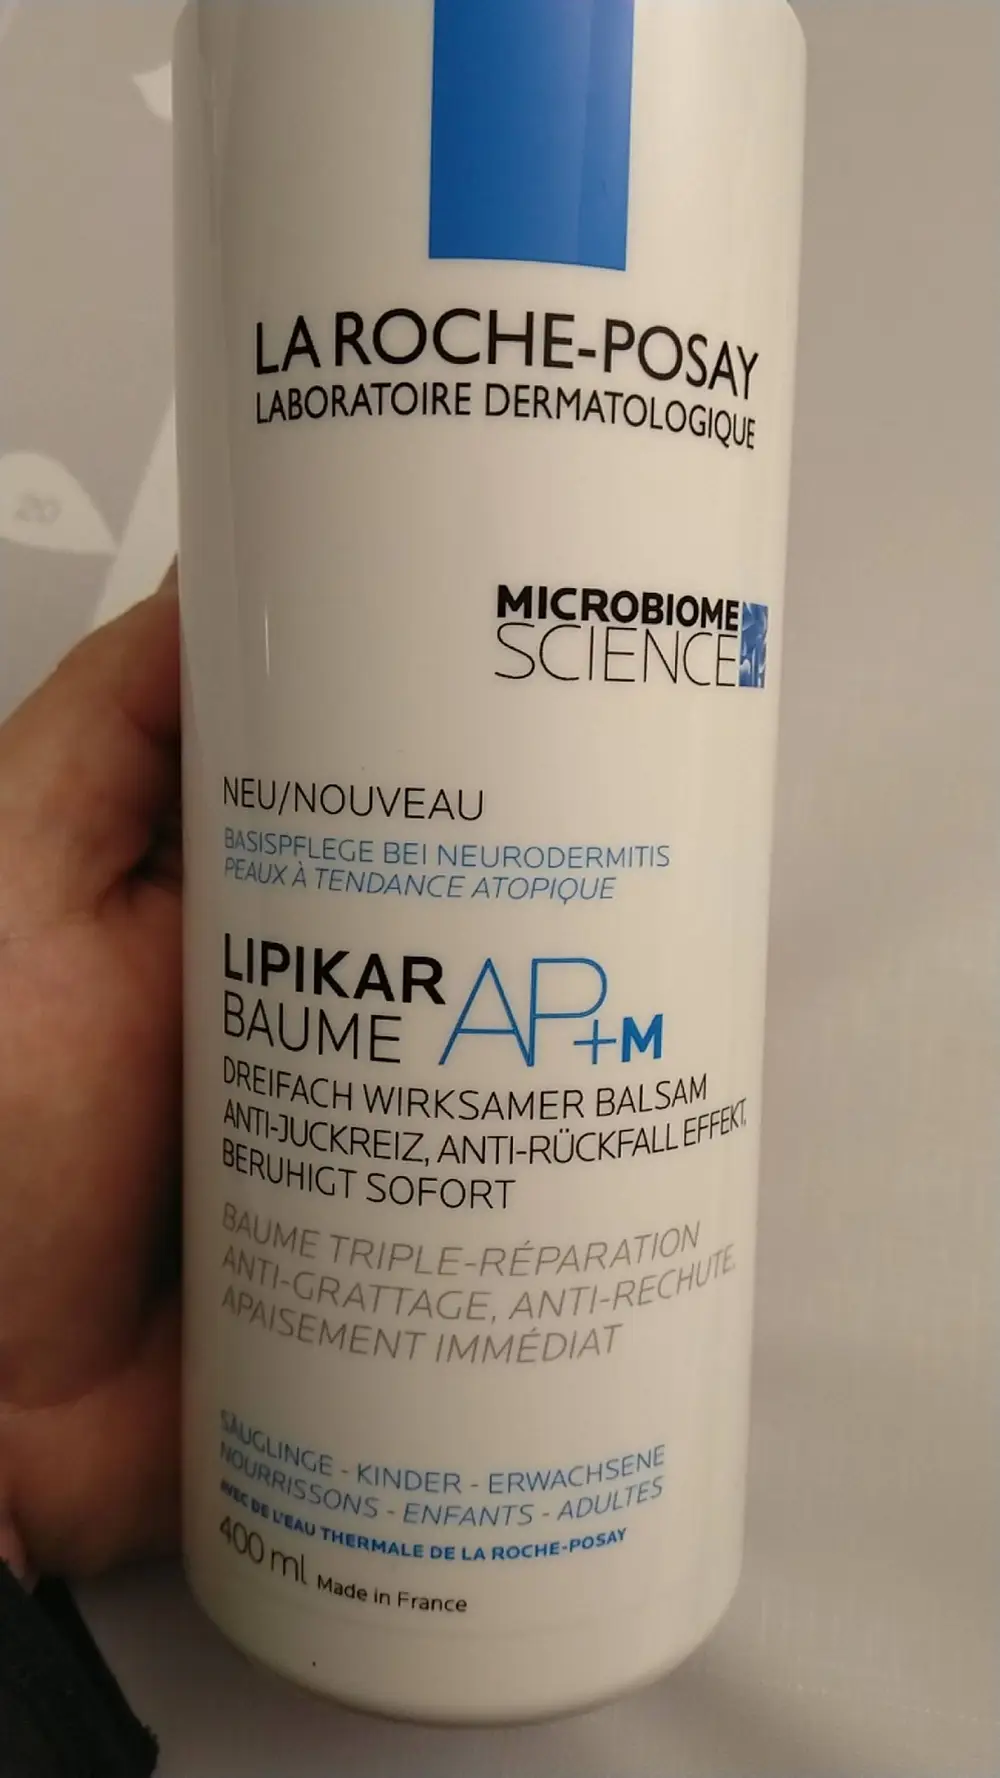 LA ROCHE-POSAY
LABORATOIRE DERMATOLOGIQUE
MICROBIOME
SCIENCE
20
NEU/NOUVEAU
BASISPFLEGE BEI NEURODERMITIS
PEAUX À TENDANCE ATOPIQUE
LIPIKAR
BAUME AP+M
DREIFACH WIRKSAMER BALSAM
ANTI-JUCKREIZ, ANTI-RÜCKFALL EFFEKT,
BERUHIGT SOFORT
BAUME TRIPLE-RÉPARATION
ANTI-GRATTAGE, ANTI-RECHUTE,
APAISEMENT IMMÉDIAT
SÄUGLINGE - KINDER - ERWACHSENE
NOURRISSONS - ENFANTS - ADULTES
AVEC DE L'EAU THERMALE DE LA ROCHE-POSAY
400 ml Made in France